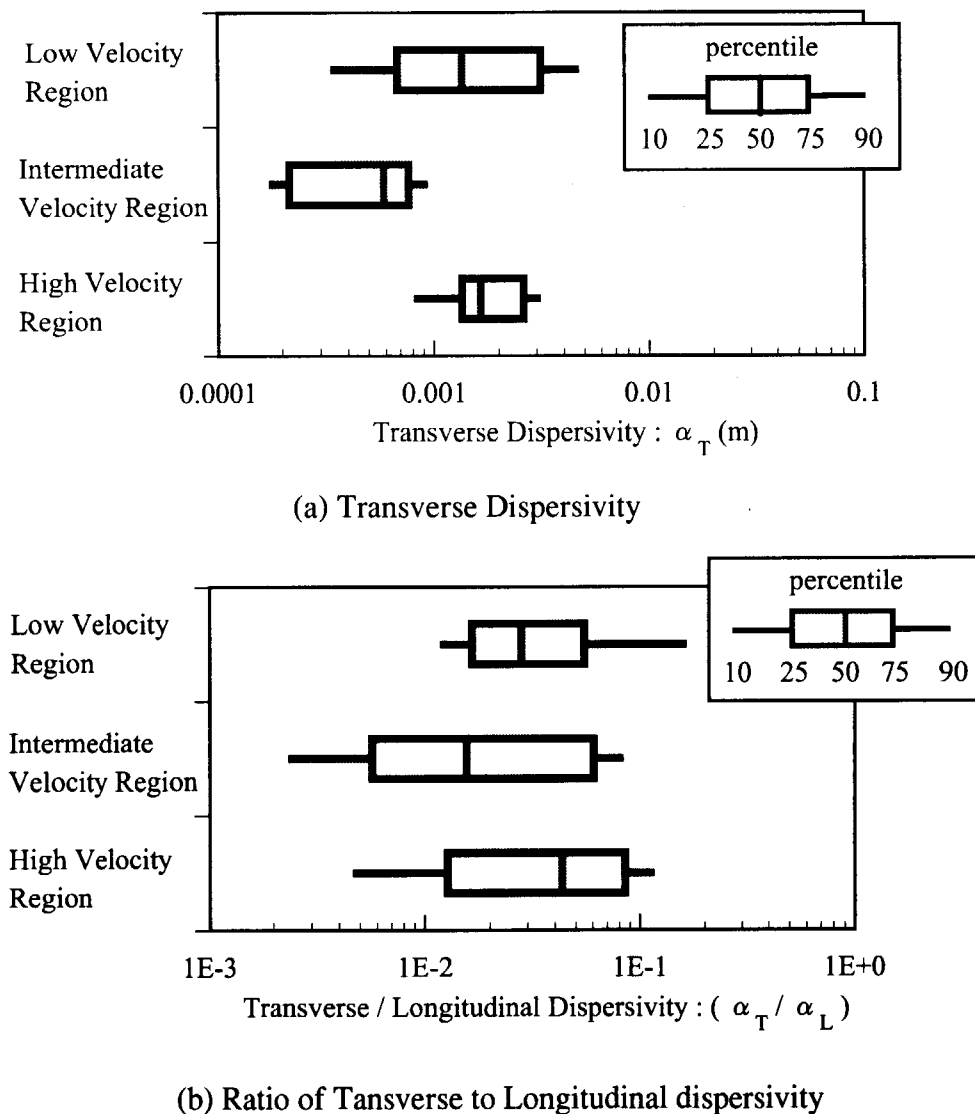 Low Velocity
Region
percentile
10 25 50 75 90
Intermediate
Velocity Region
High Velocity
Region
0.0001 0.001 0.01 0.1
Transverse Dispersivity : α T (m)
(a) Transverse Dispersivity
percentile
10 25 50 75 90
Low Velocity
Region
Intermediate
Velocity Region
High Velocity
Region
1E-3 1E-2 1E-1 1E+0
Transverse / Longitudinal Dispersivity : ( α T / α L )
(b) Ratio of Tansverse to Longitudinal dispersivity